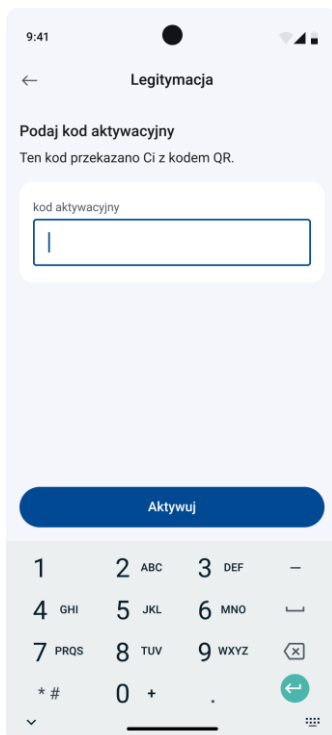 9:41
Legitymacja
Podaj kod aktywacyjny
Ten kod przekazano Ci z kodem QR.
kod aktywacyjny
Aktywuj
1 2 ABC 3 DEF –
4 GHI 5 JKL 6 MNO
7 PRQS 8 TUV 9 WXYZ
* # 0 + .